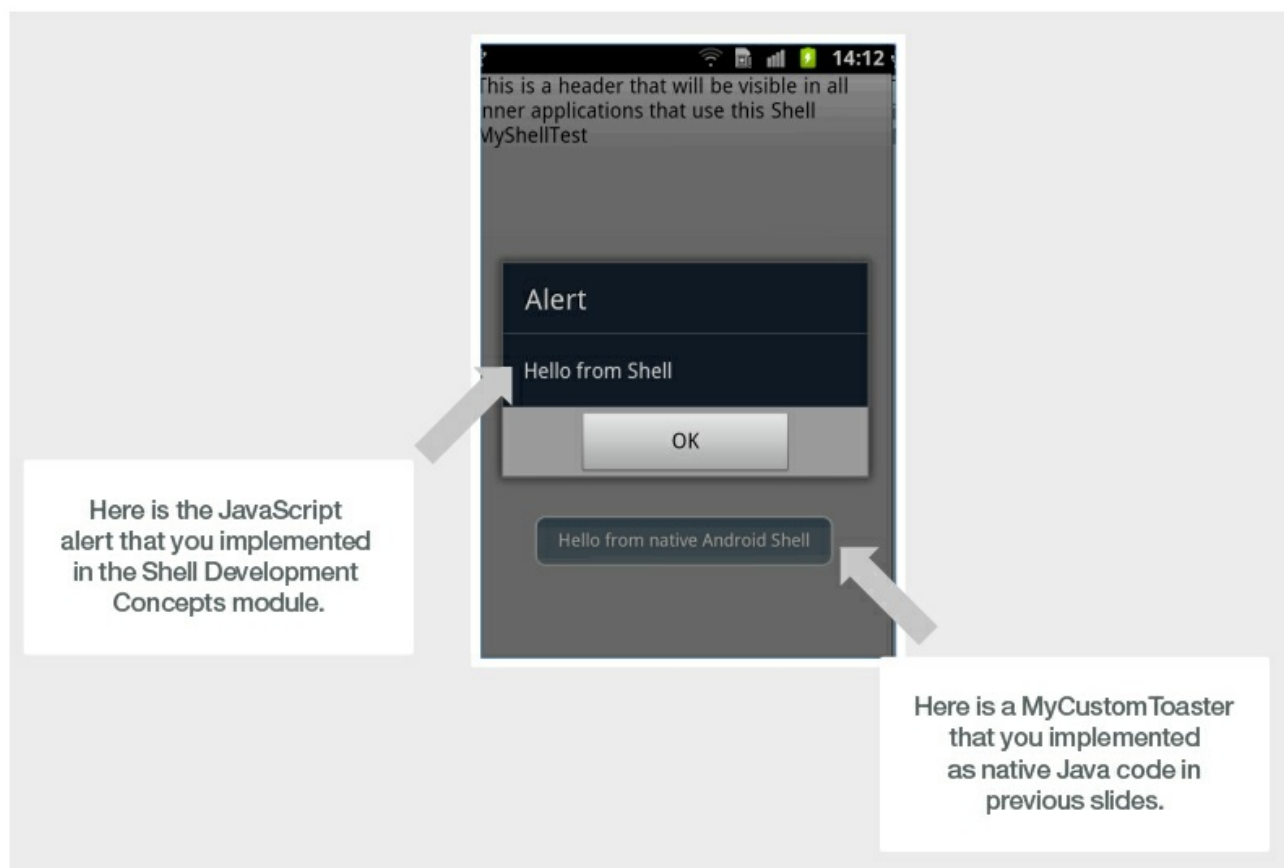 14:12
This is a header that will be visible in all
inner applications that use this Shell
MyShellTest
Alert
Hello from Shell
OK
Hello from native Android Shell
Here is the JavaScript
alert that you implemented
in the Shell Development
Concepts module.
Here is a MyCustomToaster
that you implemented
as native Java code in
previous slides.